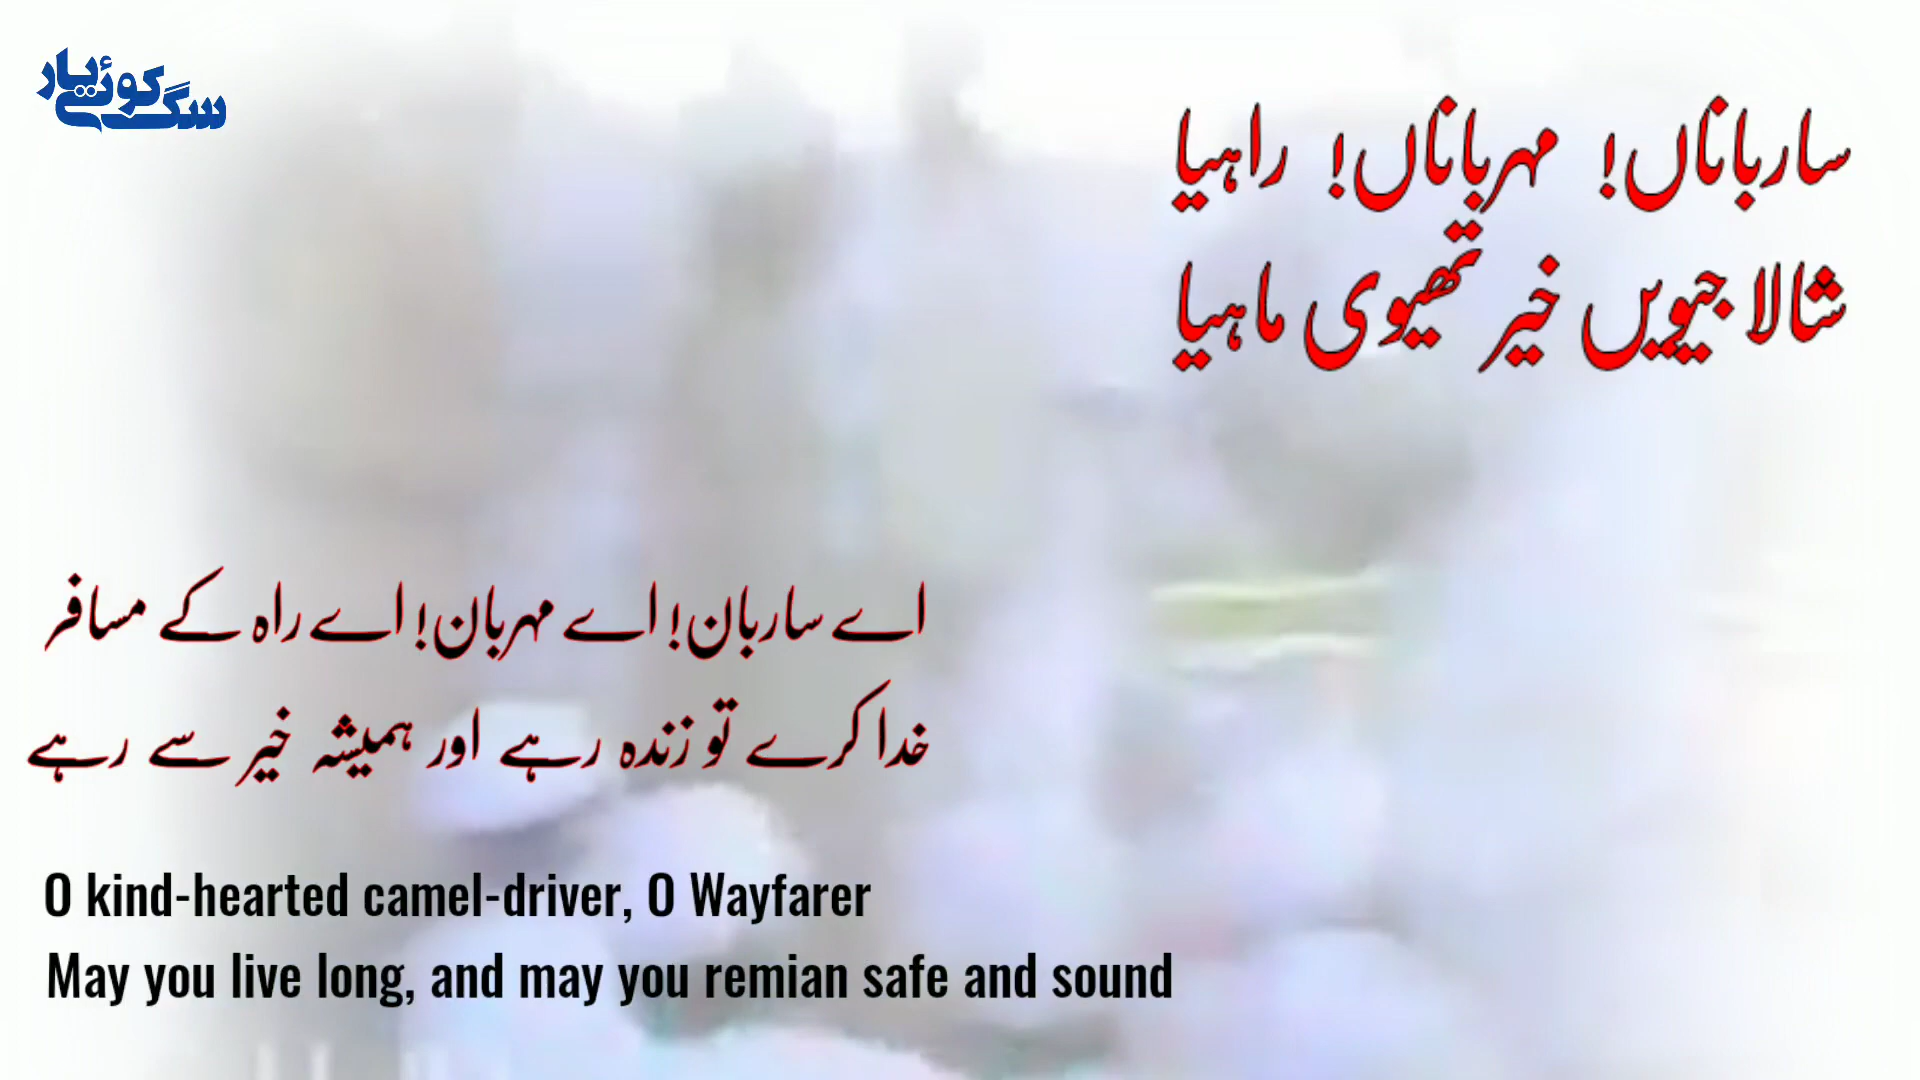 سگ کوئے یار
سارباناں! مہرباناں! راہیا
شالا جیویں خیر تھیوی ماہیا
اے ساربان! اے مہربان! اے راہ کے مسافر
خدا کرے تو زندہ رہے اور ہمیشہ خیر سے رہے
O kind-hearted camel-driver, O Wayfarer
May you live long, and may you remian safe and sound